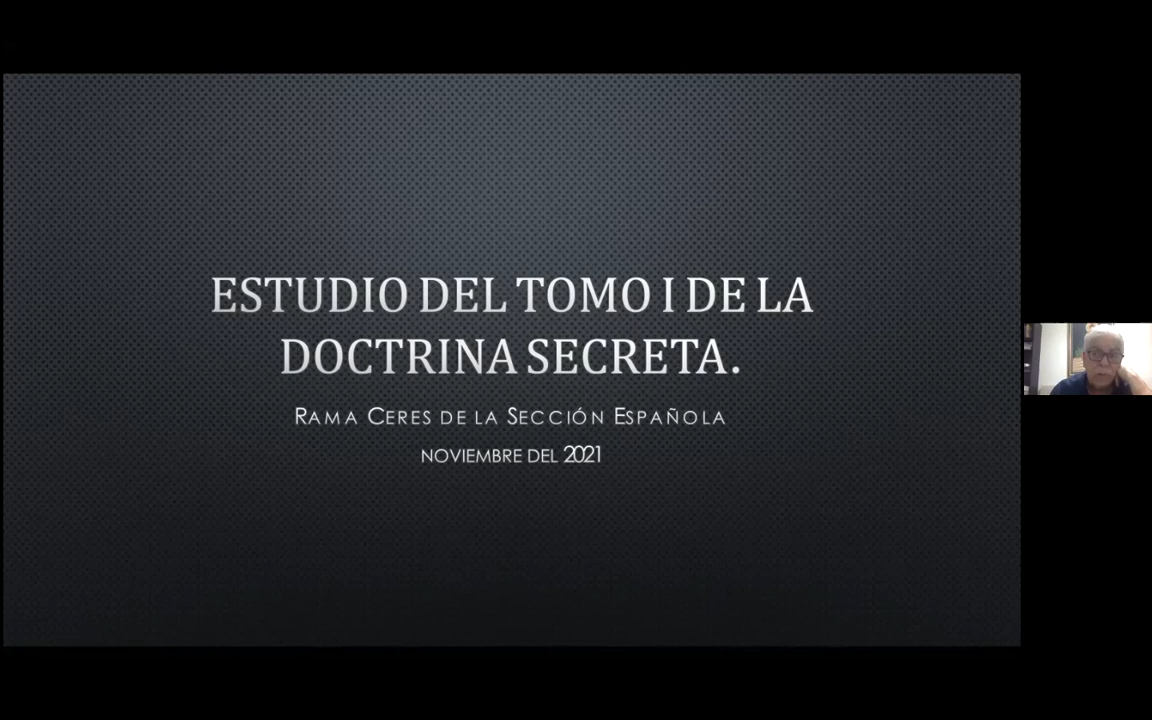 ESTUDIO DEL TOMO I DE LA
DOCTRINA SECRETA.
RAMA CERES DE LA SECCIÓN ESPAÑOLA
NOVIEMBRE DEL 2021